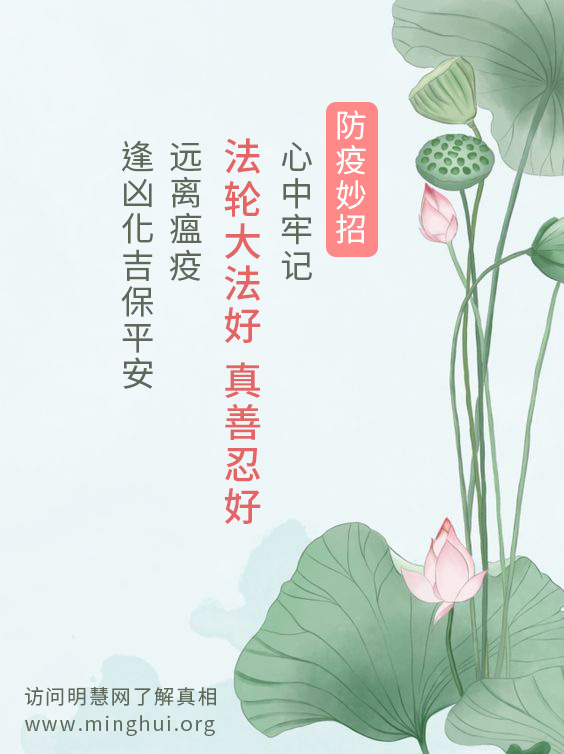 防疫妙招
心中牢记
法轮大法好 真善忍好
远离瘟疫
逢凶化吉保平安
访问明慧网了解真相
www.minghui.org